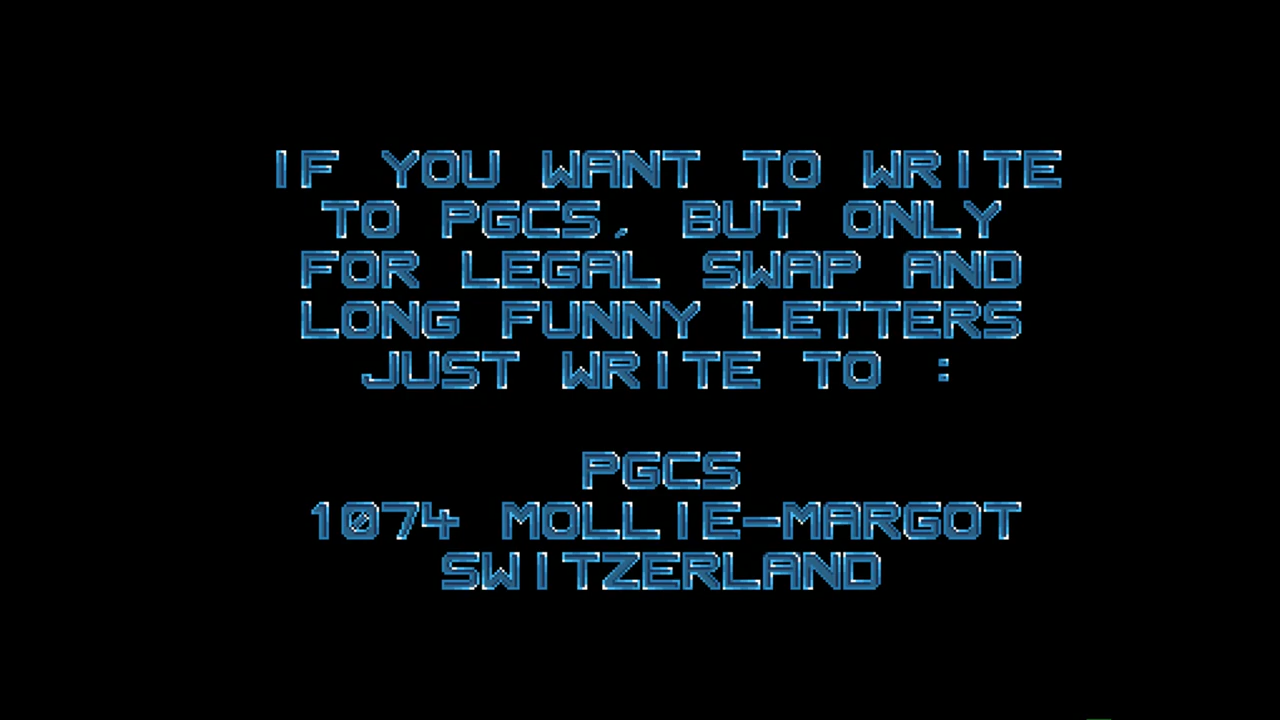 IF YOU WANT TO WRITE
TO PGCS, BUT ONLY
FOR LEGAL SWAP AND
LONG FUNNY LETTERS
JUST WRITE TO :
PGCS
1074 MOLLIE-MARGOT
SWITZERLAND